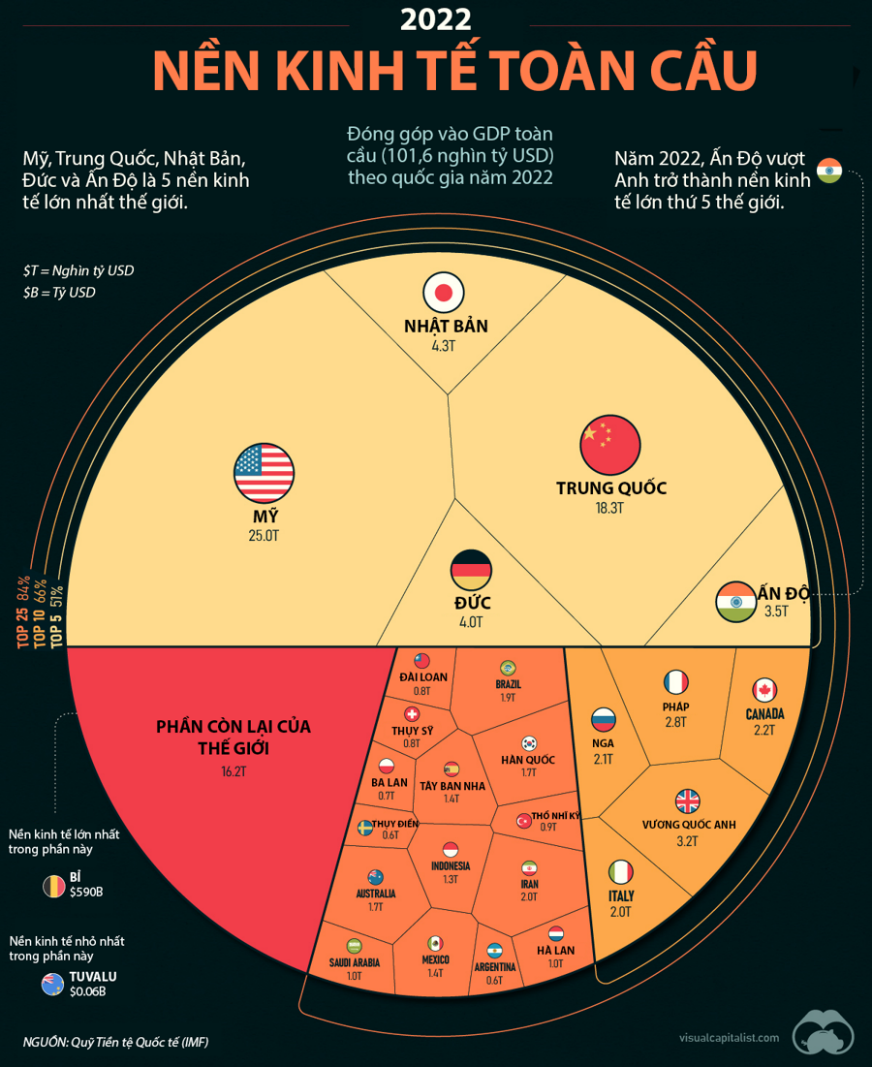 2022
NỀN KINH TẾ TOÀN CẦU
Mỹ, Trung Quốc, Nhật Bản,
Đức và Ấn Độ là 5 nền kinh
tế lớn nhất thế giới.
Đóng góp vào GDP toàn
cầu (101,6 nghìn tỷ USD)
theo quốc gia năm 2022
Năm 2022, Ấn Độ vượt
Anh trở thành nền kinh
tế lớn thứ 5 thế giới.
$T = Nghìn tỷ USD
$B = Tỷ USD
NHẬT BẢN
4.3T
MỸ
25.0T
TRUNG QUỐC
18.3T
ĐỨC
4.0T
ẤN ĐỘ
3.5T
TOP 25 84%
TOP 10 66%
TOP 5 51%
PHẦN CÒN LẠI CỦA
THẾ GIỚI
16.2T
ĐÀI LOAN
0.8T
BRAZIL
1.9T
THỤY SỸ
0.8T
HÀN QUỐC
1.7T
BA LAN
0.7T
TÂY BAN NHA
1.4T
THỤY ĐIỂN
0.6T
THỔ NHĨ KỲ
0.9T
INDONESIA
1.3T
AUSTRALIA
1.7T
IRAN
2.0T
SAUDI ARABIA
1.0T
MEXICO
1.4T
ARGENTINA
0.6T
HÀ LAN
1.0T
NGA
2.1T
PHÁP
2.8T
CANADA
2.2T
VƯƠNG QUỐC ANH
3.2T
ITALY
2.0T
Nền kinh tế lớn nhất
trong phần này
BỈ
$590B
Nền kinh tế nhỏ nhất
trong phần này
TUVALU
$0.06B
NGUỒN: Quỹ Tiền tệ Quốc tế (IMF)
visualcapitalist.com